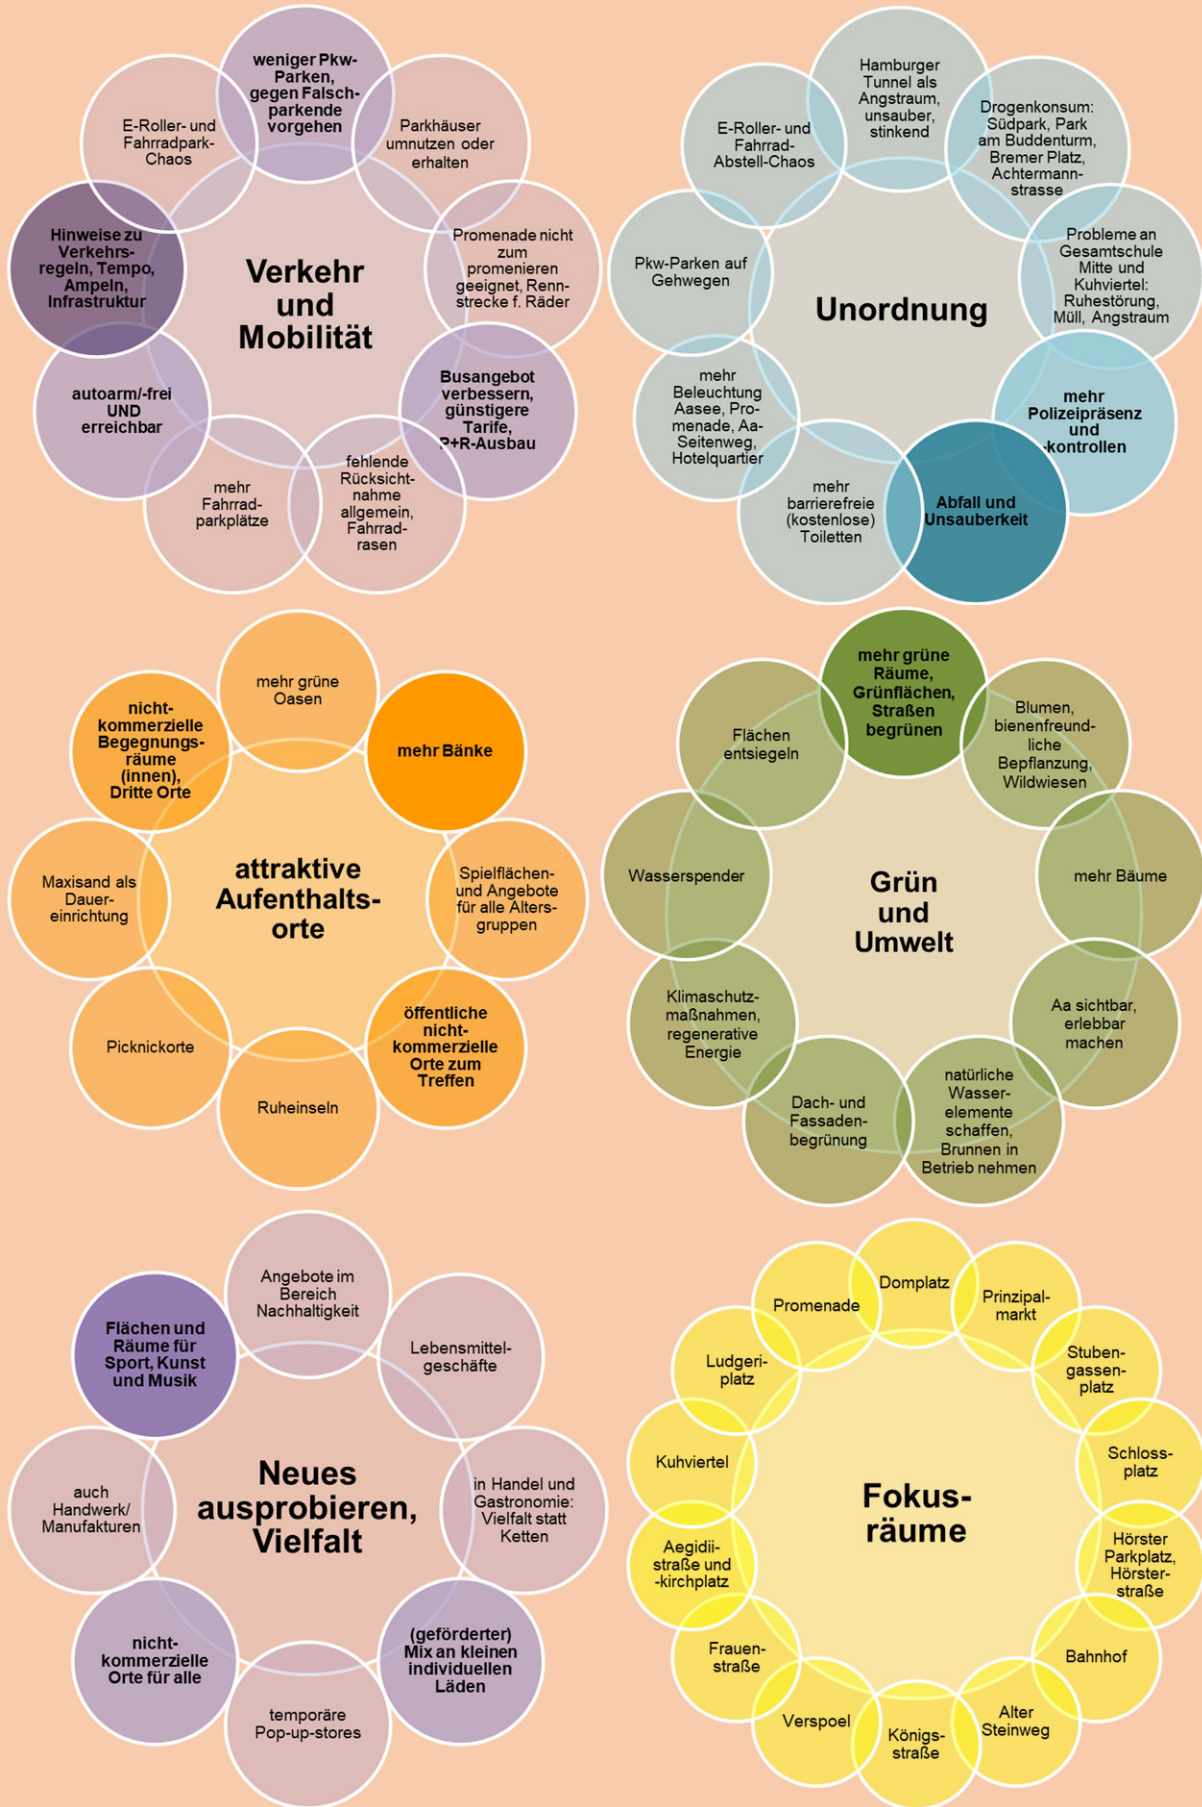 Verkehr
und
Mobilität
weniger Pkw-
Parken,
gegen Falsch-
parkende
vorgehen
Parkhäuser
umnutzen oder
erhalten
Promenade nicht
zum
promenieren
geeignet, Renn-
strecke f. Räder
Busangebot
verbessern,
günstigere
Tarife,
P+R-Ausbau
fehlende
Rücksicht-
nahme
allgemein,
Fahrrad-
rasen
mehr
Fahrrad-
parkplätze
autoarm/-frei
UND
erreichbar
Hinweise zu
Verkehrs-
regeln, Tempo,
Ampeln,
Infrastruktur
E-Roller- und
Fahrradpark-
Chaos
Unordnung
Hamburger
Tunnel als
Angstraum,
unsauber,
stinkend
Drogenkonsum:
Südpark, Park
am Buddenturm,
Bremer Platz,
Achtermann-
strasse
Probleme an
Gesamtschule
Mitte und
Kuhviertel:
Ruhestörung,
Müll, Angstraum
mehr
Polizeipräsenz
und
-kontrollen
Abfall und
Unsauberkeit
mehr
barrierefreie
(kostenlose)
Toiletten
mehr
Beleuchtung
Aasee, Pro-
menade, Aa-
Seitenweg,
Hotelquartier
Pkw-Parken auf
Gehwegen
E-Roller- und
Fahrrad-
Abstell-Chaos
attraktive
Aufenthalts-
orte
mehr grüne
Oasen
mehr Bänke
Spielflächen-
und Angebote
für alle Alters-
gruppen
öffentliche
nicht-
kommerzielle
Orte zum
Treffen
Ruheinseln
Picknickorte
Maxisand als
Dauer-
einrichtung
nicht-
kommerzielle
Begegnungs-
räume
(innen),
Dritte Orte
Grün
und
Umwelt
mehr grüne
Räume,
Grünflächen,
Straßen
begrünen
Blumen,
bienenfreund-
liche
Bepflanzung,
Wildwiesen
mehr Bäume
Aa sichtbar,
erlebbar
machen
natürliche
Wasser-
elemente
schaffen,
Brunnen in
Betrieb nehmen
Dach- und
Fassaden-
begrünung
Klimaschutz-
maßnahmen,
regenerative
Energie
Wasserspender
Flächen
entsiegeln
Neues
ausprobieren,
Vielfalt
Angebote im
Bereich
Nachhaltigkeit
Lebensmittel-
geschäfte
in Handel und
Gastronomie:
Vielfalt statt
Ketten
(geförderter)
Mix an kleinen
individuellen
Läden
temporäre
Pop-up-stores
nicht-
kommerzielle
Orte für alle
auch
Handwerk/
Manufakturen
Flächen und
Räume für
Sport, Kunst
und Musik
Fokus-
räume
Domplatz
Prinzipal-
markt
Stuben-
gassen-
platz
Schloss-
platz
Hörster
Parkplatz,
Hörster-
straße
Bahnhof
Alter
Steinweg
Königs-
straße
Verspoel
Frauen-
straße
Aegidii-
straße und
-kirchplatz
Kuhviertel
Ludgeri-
platz
Promenade